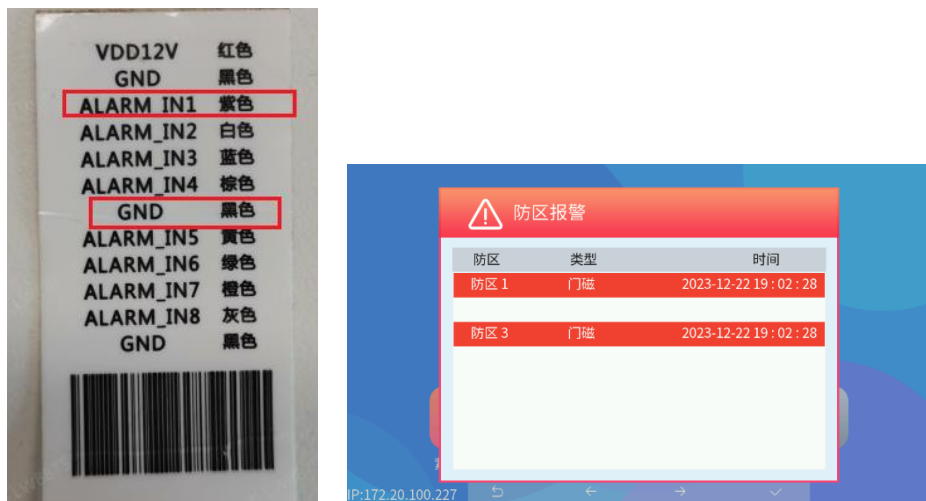 VDD12V 红色
GND 黑色
ALARM_IN1 紫色
ALARM_IN2 白色
ALARM_IN3 蓝色
ALARM_IN4 棕色
GND 黑色
ALARM_IN5 黄色
ALARM_IN6 绿色
ALARM_IN7 橙色
ALARM_IN8 灰色
GND 黑色
防区报警
防区 类型 时间
防区 1 门磁 2023-12-22 19 : 02 : 28
防区 3 门磁 2023-12-22 19 : 02 : 28
IP:172.20.100.227